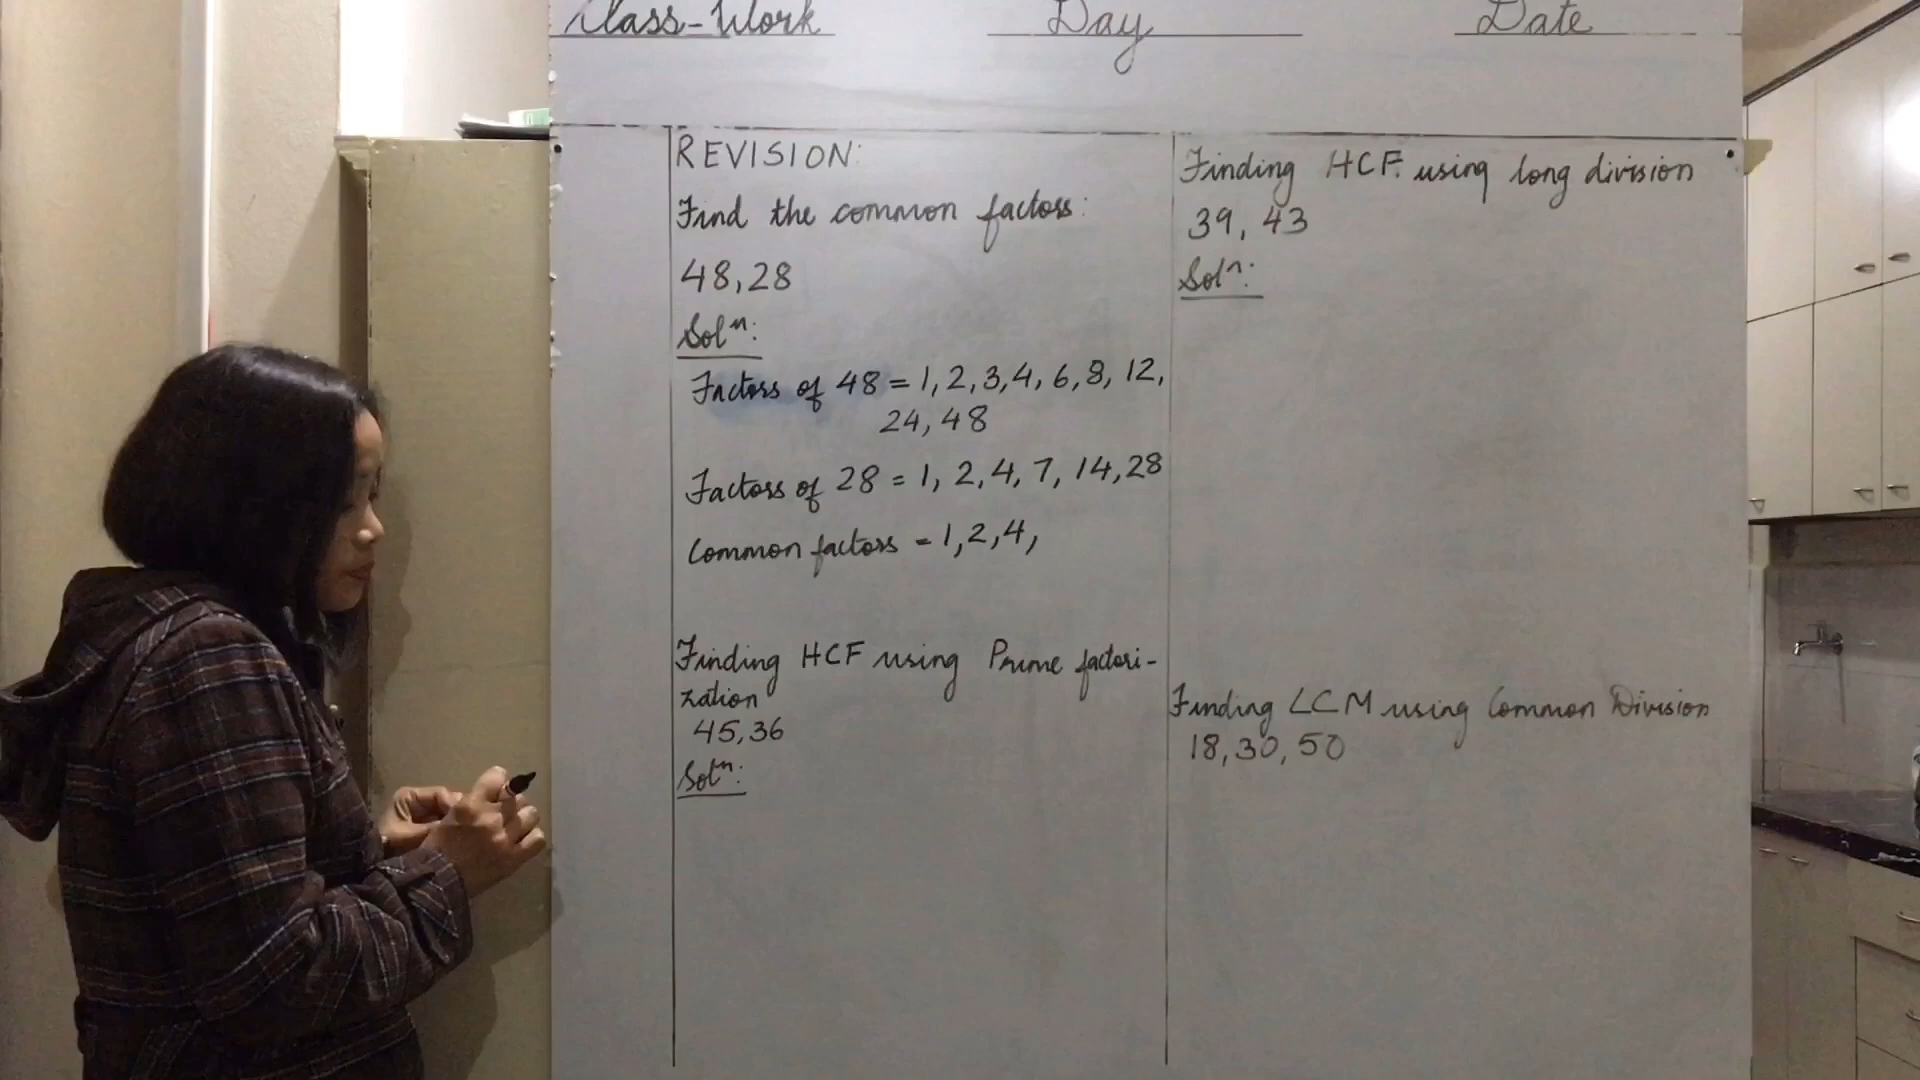 Class-Work Day Date
REVISION:
Find the common factors:
48, 28
Solⁿ:
Factors of 48 = 1, 2, 3, 4, 6, 8, 12,
24, 48
Factors of 28 = 1, 2, 4, 7, 14, 28
Common factors = 1, 2, 4,
Finding HCF using Prime factori-
zation
45, 36
Solⁿ:
Finding HCF. using long division
39, 43
Solⁿ:
Finding LCM using Common Division
18, 30, 50